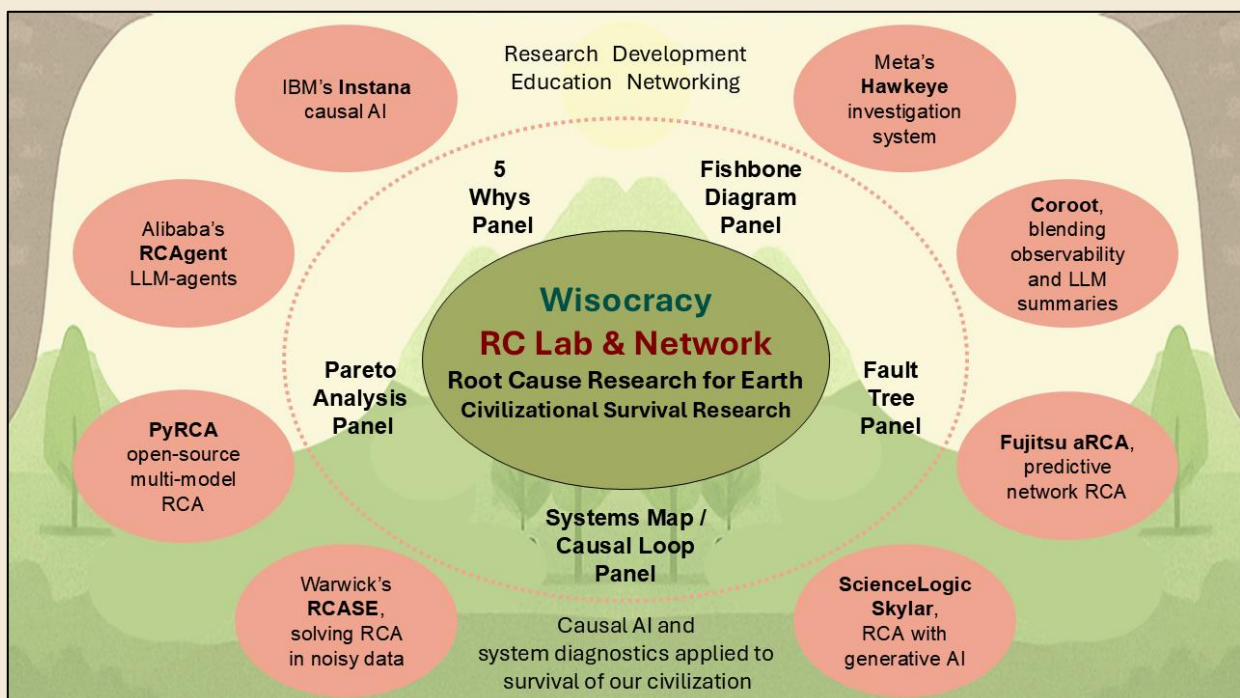 Research Development
Education Networking
IBM's Instana
causal AI
Meta's
Hawkeye
investigation
system
5
Whys
Panel
Fishbone
Diagram
Panel
Alibaba's
RCAgent
LLM-agents
Coroot,
blending
observability
and LLM
summaries
Wisocracy
RC Lab & Network
Root Cause Research for Earth
Civilizational Survival Research
Pareto
Analysis
Panel
Fault
Tree
Panel
PyRCA
open-source
multi-model
RCA
Fujitsu aRCA,
predictive
network RCA
Systems Map /
Causal Loop
Panel
Warwick's
RCASE,
solving RCA
in noisy data
ScienceLogic
Skylar,
RCA with
generative AI
Causal AI and
system diagnostics applied to
survival of our civilization